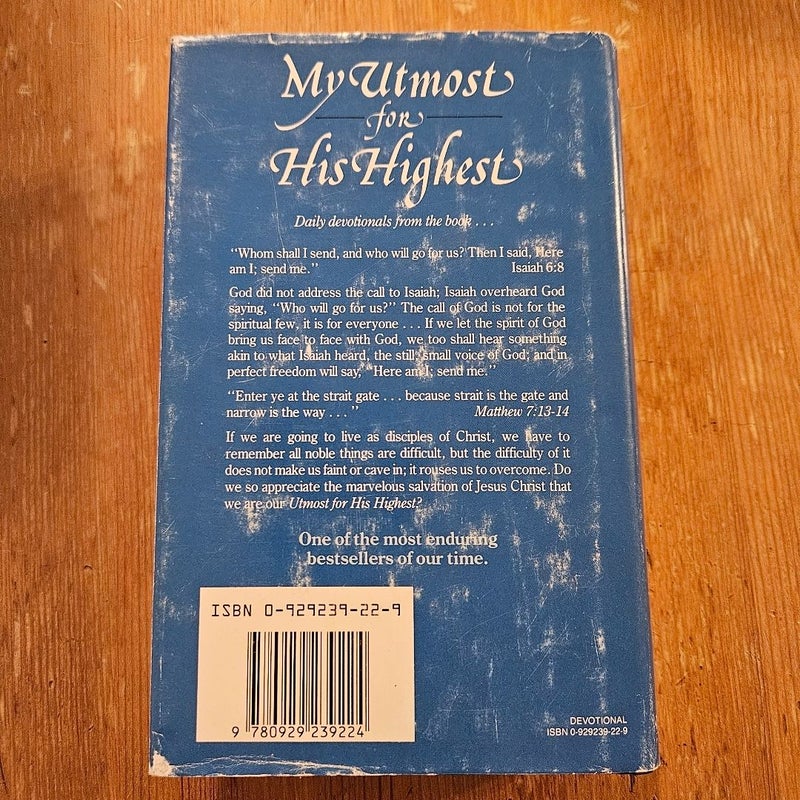 My Utmost
for
His Highest
Daily devotionals from the book . . .
"Whom shall I send, and who will go for us? Then I said, Here
am I; send me." Isaiah 6:8
God did not address the call to Isaiah; Isaiah overheard God
saying, "Who will go for us?" The call of God is not for the
spiritual few, it is for everyone . . . If we let the spirit of God
bring us face to face with God, we too shall hear something
akin to what Isaiah heard, the still; small voice of God; and in
perfect freedom will say, "Here am I; send me."
"Enter ye at the strait gate . . . because strait is the gate and
narrow is the way . . . " Matthew 7:13-14
If we are going to live as disciples of Christ, we have to
remember all noble things are difficult, but the difficulty of it
does not make us faint or cave in; it rouses us to overcome. Do
we so appreciate the marvelous salvation of Jesus Christ that
we are our Utmost for His Highest?
One of the most enduring
bestsellers of our time.
ISBN 0-929239-22-9
9 780929 239224
DEVOTIONAL
ISBN 0-929239-22-9